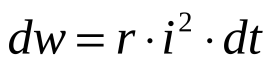 dw = r · i² · dt